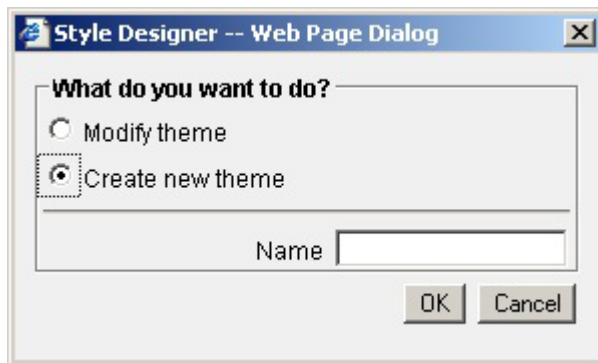 Style Designer -- Web Page Dialog
What do you want to do?
Modify theme
Create new theme
Name
OK Cancel